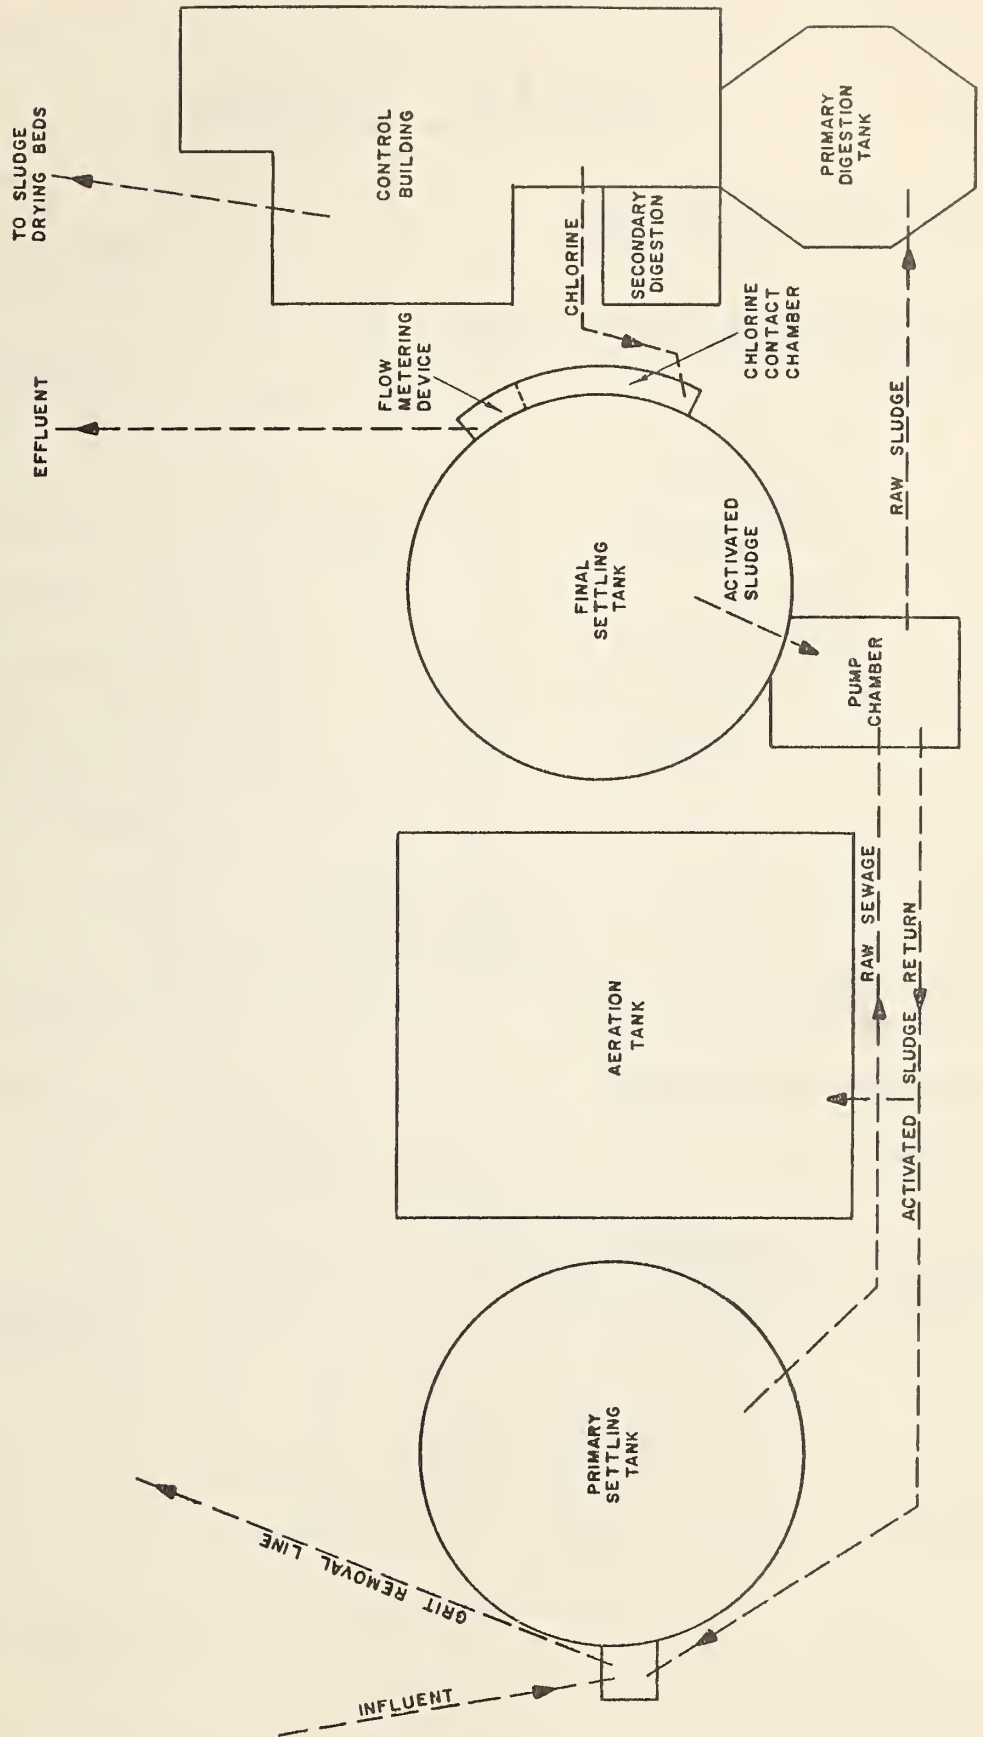 TO SLUDGE
DRYING BEDS
CONTROL
BUILDING
PRIMARY
DIGESTION
TANK
SECONDARY
DIGESTION
CHLORINE
CHLORINE
CONTACT
CHAMBER
FLOW
METERING
DEVICE
EFFLUENT
RAW SLUDGE
ACTIVATED
SLUDGE
FINAL
SETTLING
TANK
PUMP
CHAMBER
RAW SEWAGE
ACTIVATED SLUDGE RETURN
AERATION
TANK
PRIMARY
SETTLING
TANK
GRIT REMOVAL LINE
INFLUENT